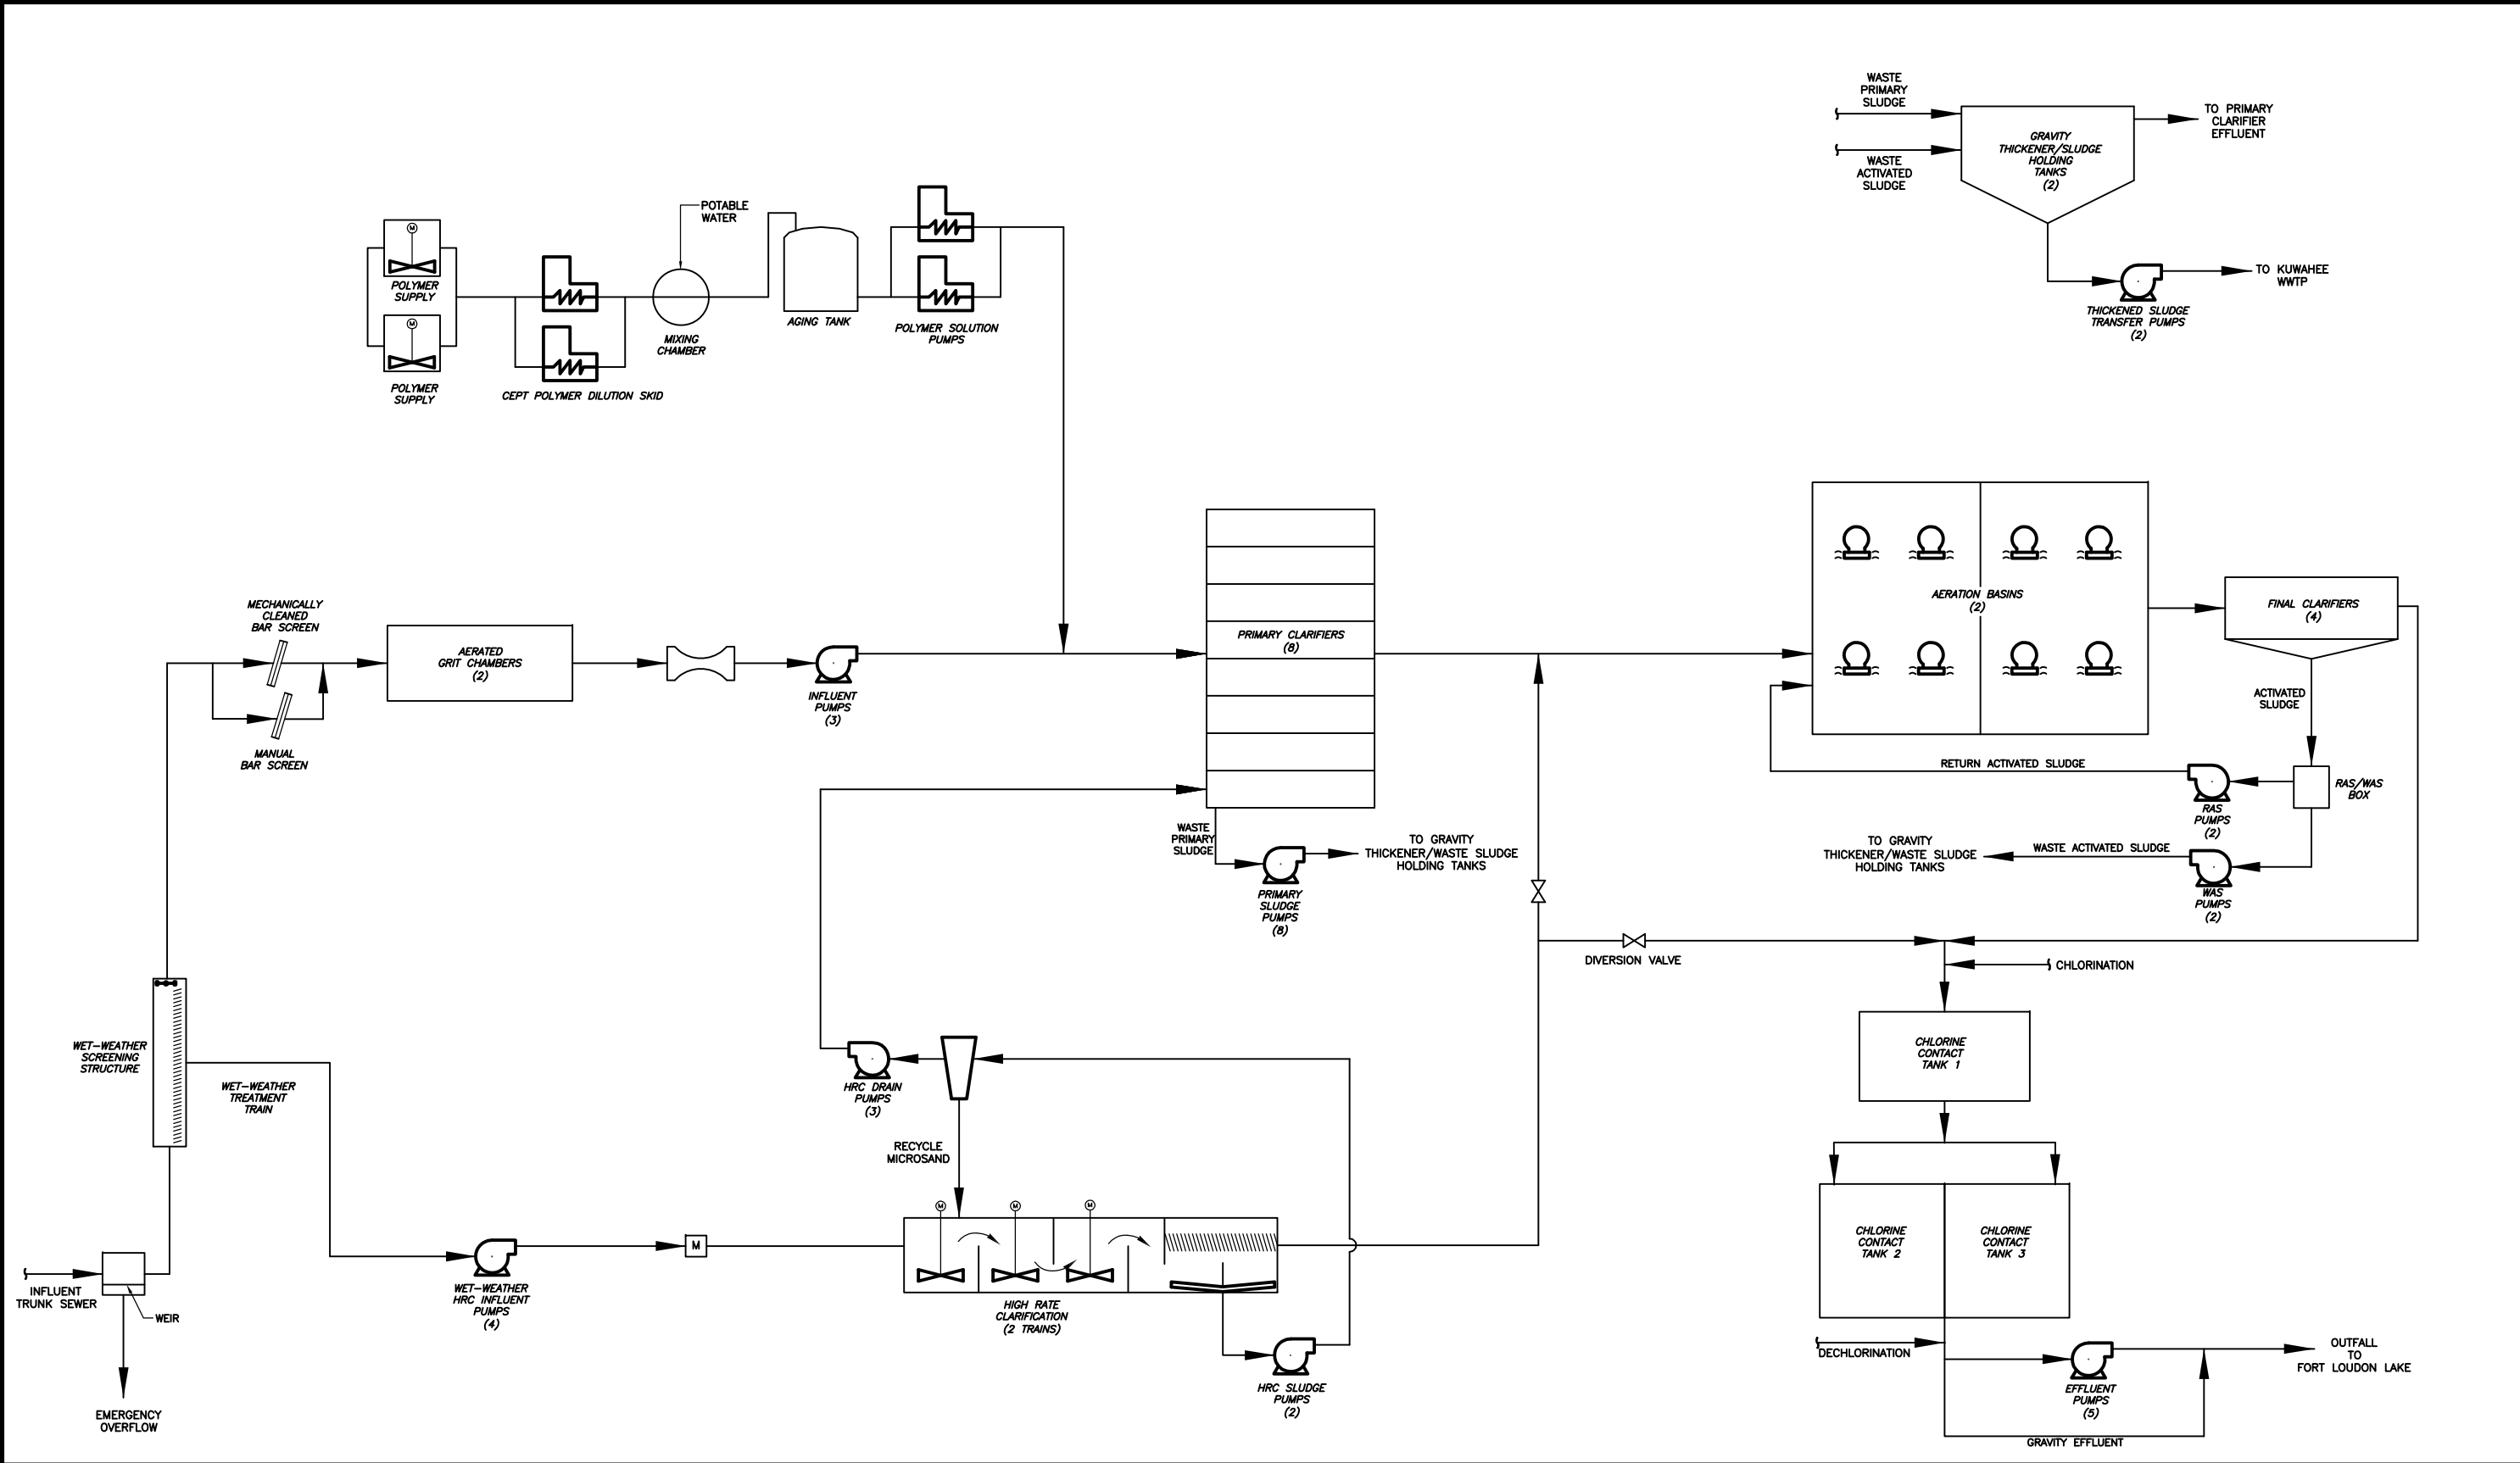 WASTE
PRIMARY
SLUDGE
TO PRIMARY
CLARIFIER
EFFLUENT
GRAVITY
THICKENER/SLUDGE
HOLDING
TANKS
(2)
WASTE
ACTIVATED
SLUDGE
TO KUWAHEE
WWTP
THICKENED SLUDGE
TRANSFER PUMPS
(2)
POTABLE
WATER
M
POLYMER
SUPPLY
M
POLYMER
SUPPLY
CEPT POLYMER DILUTION SKID
MIXING
CHAMBER
AGING TANK
POLYMER SOLUTION
PUMPS
MECHANICALLY
CLEANED
BAR SCREEN
MANUAL
BAR SCREEN
AERATED
GRIT CHAMBERS
(2)
INFLUENT
PUMPS
(3)
PRIMARY CLARIFIERS
(8)
AERATION BASINS
(2)
FINAL CLARIFIERS
(4)
ACTIVATED
SLUDGE
RETURN ACTIVATED SLUDGE
RAS
PUMPS
(2)
RAS/WAS
BOX
WASTE
PRIMARY
SLUDGE
TO GRAVITY
THICKENER/WASTE SLUDGE
HOLDING TANKS
PRIMARY
SLUDGE
PUMPS
(8)
TO GRAVITY
THICKENER/WASTE SLUDGE
HOLDING TANKS
WASTE ACTIVATED SLUDGE
WAS
PUMPS
(2)
DIVERSION VALVE
CHLORINATION
WET-WEATHER
SCREENING
STRUCTURE
WET-WEATHER
TREATMENT
TRAIN
HRC DRAIN
PUMPS
(3)
RECYCLE
MICROSAND
CHLORINE
CONTACT
TANK 1
CHLORINE
CONTACT
TANK 2
CHLORINE
CONTACT
TANK 3
M
M
M
M
INFLUENT
TRUNK SEWER
WEIR
WET-WEATHER
HRC INFLUENT
PUMPS
(4)
HIGH RATE
CLARIFICATION
(2 TRAINS)
HRC SLUDGE
PUMPS
(2)
EMERGENCY
OVERFLOW
DECHLORINATION
EFFLUENT
PUMPS
(5)
OUTFALL
TO
FORT LOUDON LAKE
GRAVITY EFFLUENT